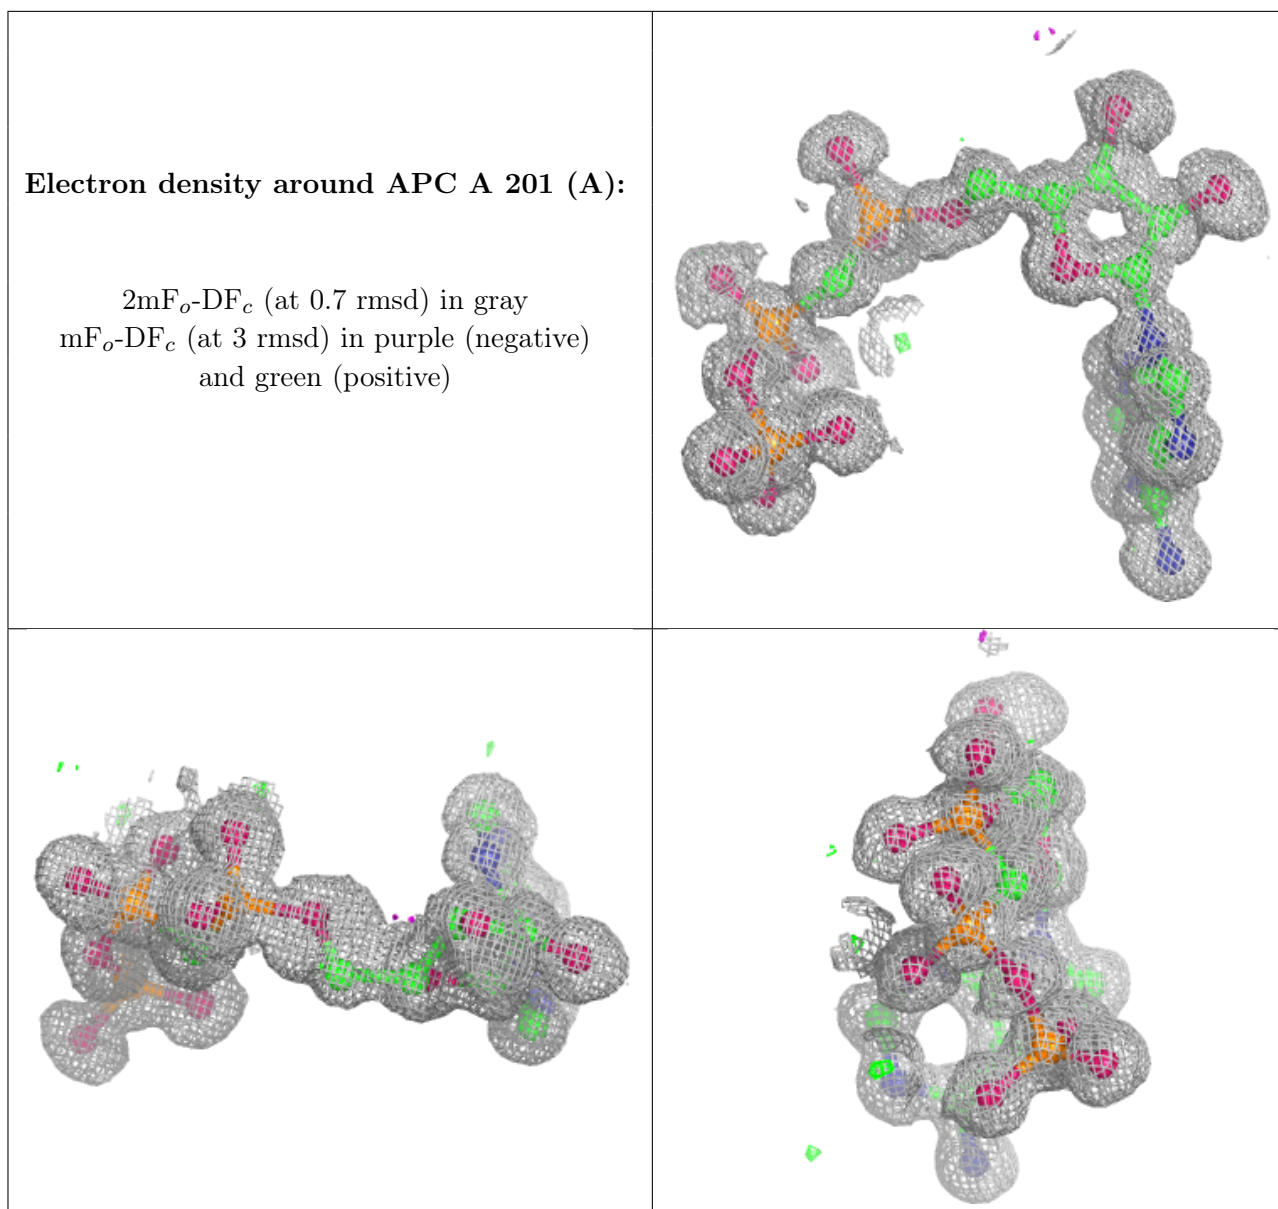 Electron density around APC A 201 (A):
2mFo-DFc (at 0.7 rmsd) in gray
mFo-DFc (at 3 rmsd) in purple (negative)
and green (positive)